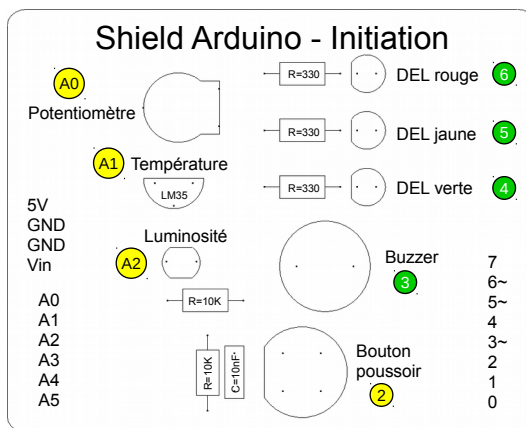 Shield Arduino - Initiation
A0
Potentiomètre
R=330
DEL rouge
6
R=330
DEL jaune
5
A1
Température
LM35
R=330
DEL verte
4
5V
GND
GND
Vin
Luminosité
A2
Buzzer
3
A0
A1
A2
A3
A4
A5
R=10K
R=10K
C=10nF
Bouton
poussoir
2
7
6~
5~
4
3~
2
1
0